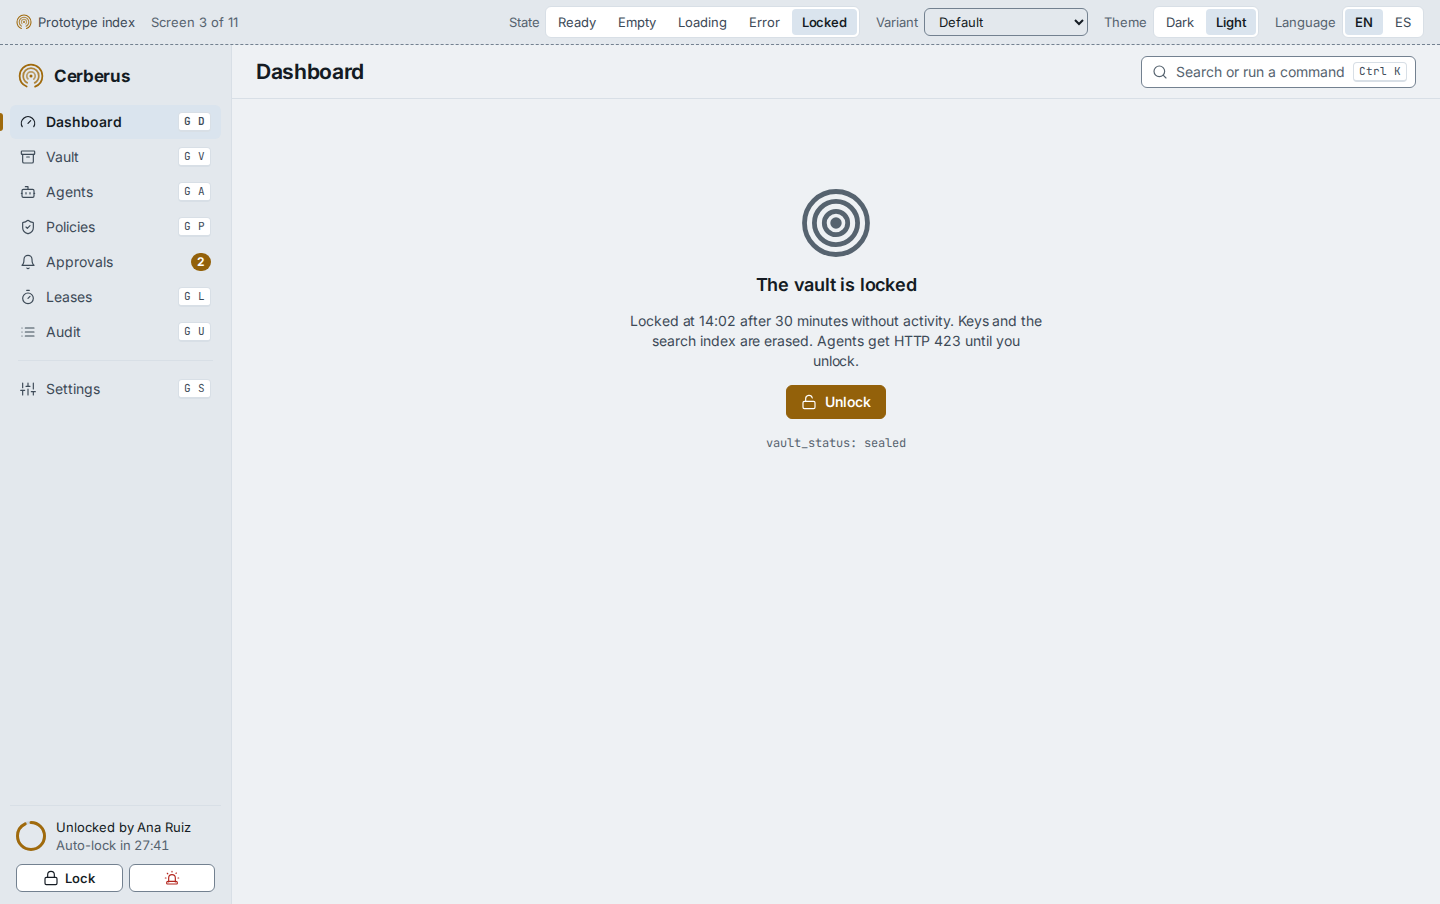 Prototype index Screen 3 of 11 State Ready Empty Loading Error Locked Variant Default Theme Dark Light Language EN ES
Cerberus
Dashboard G D
Vault G V
Agents G A
Policies G P
Approvals 2
Leases G L
Audit G U
Settings G S
Unlocked by Ana Ruiz
Auto-lock in 27:41
Lock
Dashboard
Search or run a command Ctrl K
The vault is locked
Locked at 14:02 after 30 minutes without activity. Keys and the
search index are erased. Agents get HTTP 423 until you
unlock.
Unlock
vault_status: sealed